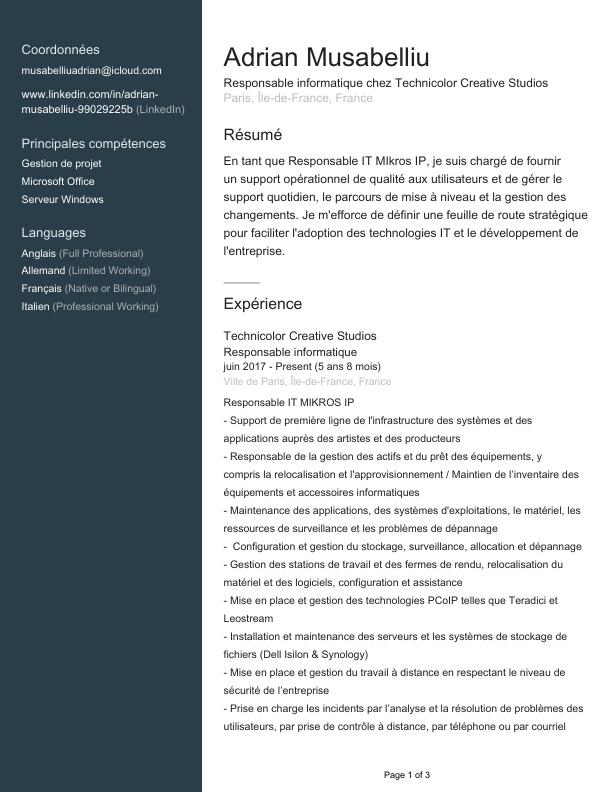 Coordonnées
musabelliuadrian@icloud.com
www.linkedin.com/in/adrian-
musabelliu-99029225b (LinkedIn)
Principales compétences
Gestion de projet
Microsoft Office
Serveur Windows
Languages
Anglais (Full Professional)
Allemand (Limited Working)
Français (Native or Bilingual)
Italien (Professional Working)
Adrian Musabelliu
Responsable informatique chez Technicolor Creative Studios
Paris, Île-de-France, France
Résumé
En tant que Responsable IT MIkros IP, je suis chargé de fournir
un support opérationnel de qualité aux utilisateurs et de gérer le
support quotidien, le parcours de mise à niveau et la gestion des
changements. Je m'efforce de définir une feuille de route stratégique
pour faciliter l'adoption des technologies IT et le développement de
l'entreprise.
Expérience
Technicolor Creative Studios
Responsable informatique
juin 2017 - Present (5 ans 8 mois)
Ville de Paris, Île-de-France, France
Responsable IT MIKROS IP
- Support de première ligne de l'infrastructure des systèmes et des
applications auprès des artistes et des producteurs
- Responsable de la gestion des actifs et du prêt des équipements, y
compris la relocalisation et l'approvisionnement / Maintien de l’inventaire des
équipements et accessoires informatiques
- Maintenance des applications, des systèmes d'exploitations, le matériel, les
ressources de surveillance et les problèmes de dépannage
-  Configuration et gestion du stockage, surveillance, allocation et dépannage
- Gestion des stations de travail et des fermes de rendu, relocalisation du
matériel et des logiciels, configuration et assistance
- Mise en place et gestion des technologies PCoIP telles que Teradici et
Leostream
- Installation et maintenance des serveurs et les systèmes de stockage de
fichiers (Dell Isilon & Synology)
- Mise en place et gestion du travail à distance en respectant le niveau de
sécurité de l’entreprise
- Prise en charge les incidents par l’analyse et la résolution de problèmes des
utilisateurs, par prise de contrôle à distance, par téléphone ou par courriel
Page 1 of 3